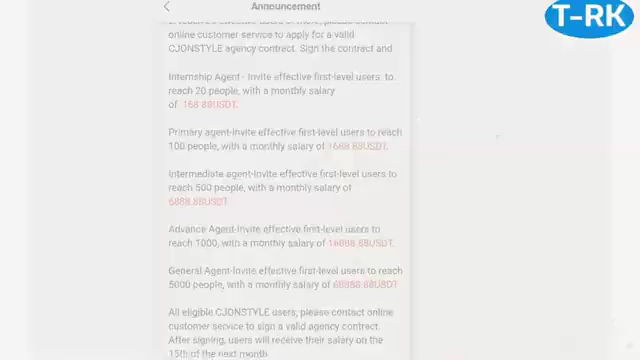 Announcement
T-RK
online customer service to apply for a valid
CJONSTYLE agency contract. Sign the contract and
Internship Agent - Invite effective first-level users to
reach 20 people, with a monthly salary
of 168.88USDT.
Primary agent-Invite effective first-level users to reach
100 people, with a monthly salary of 1688.88USDT.
Intermediate agent-Invite effective first-level users to
reach 500 people, with a monthly salary of
6888.88USDT.
Advance Agent-Invite effective first-level users to
reach 1000, with a monthly salary of 16888.88USDT.
General Agent-Invite effective first-level users to reach
5000 people, with a monthly salary of 68888.88USDT
All eligible CJONSTYLE users, please contact online
customer service to sign a valid agency contract.
After signing, users will receive their salary on the
15th of the next month